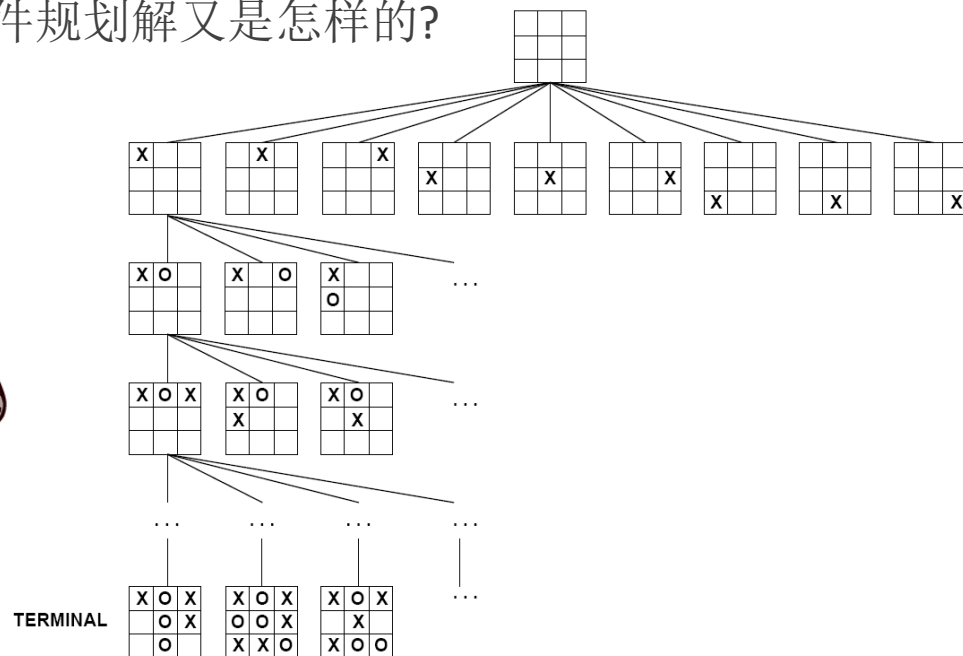 件规划解又是怎样的?
X X X X X X X X X
X O X O X
O
...
X O X X O X O
X X
...
... ... ... ...
TERMINAL
X O X X O X X O X
O X O O X X
O X X O X O O
...